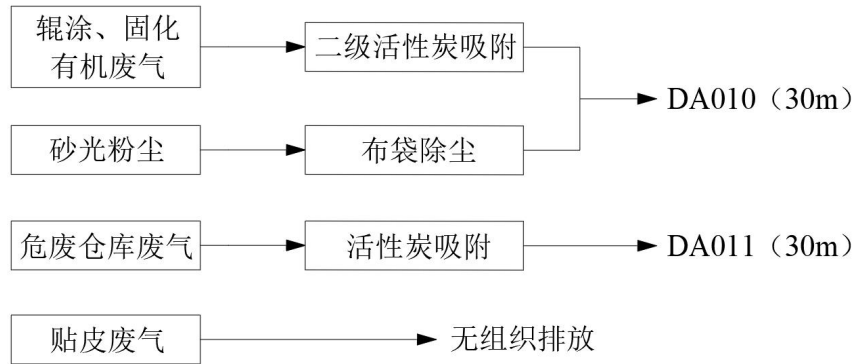 辊涂、固化
有机废气
二级活性炭吸附
DA010（30m）
砂光粉尘
布袋除尘
危废仓库废气
活性炭吸附
DA011（30m）
贴皮废气
无组织排放